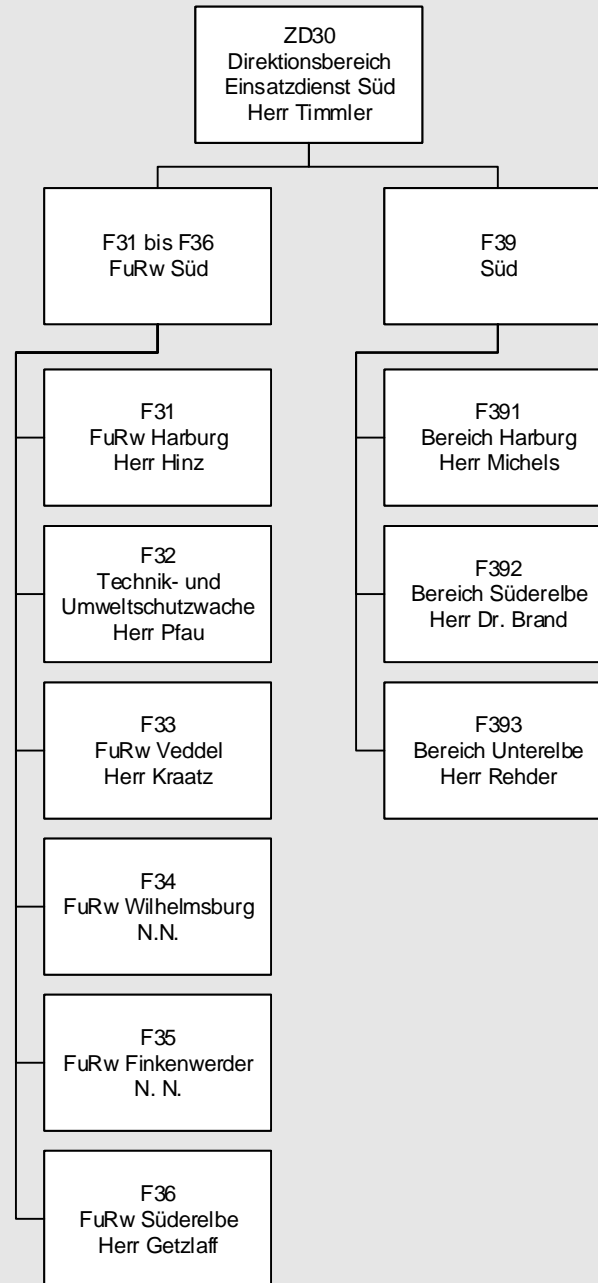 ZD30
Direktionsbereich
Einsatzdienst Süd
Herr Timmler
F31 bis F36
FuRw Süd
F39
Süd
F31
FuRw Harburg
Herr Hinz
F32
Technik- und
Umweltschutzwache
Herr Pfau
F33
FuRw Veddel
Herr Kraatz
F34
FuRw Wilhelmsburg
N.N.
F35
FuRw Finkenwerder
N. N.
F36
FuRw Süderelbe
Herr Getzlaff
F391
Bereich Harburg
Herr Michels
F392
Bereich Süderelbe
Herr Dr. Brand
F393
Bereich Unterelbe
Herr Rehder